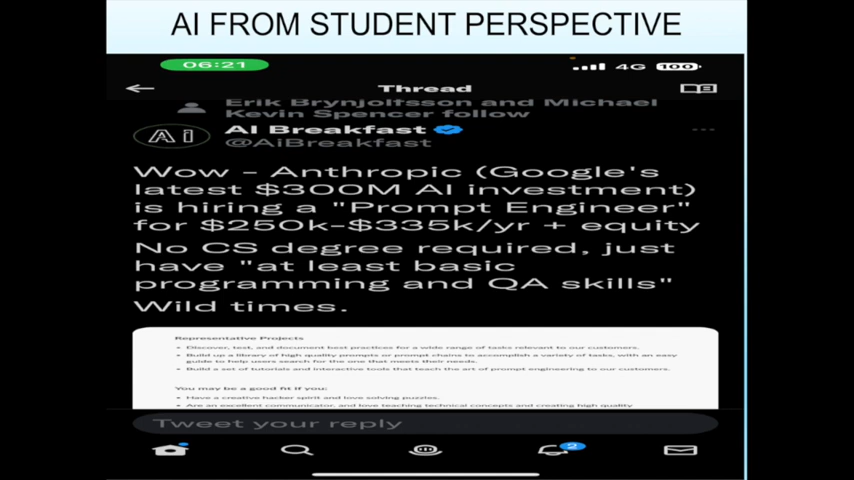 AI FROM STUDENT PERSPECTIVE
06:21
4G 100
Thread
Erik Brynjolfsson and Michael
Kevin Spencer follow
Ai
AI Breakfast
@AiBreakfast
Wow - Anthropic (Google's
latest $300M AI investment)
is hiring a "Prompt Engineer"
for $250k-$335k/yr + equity
No CS degree required, just
have "at least basic
programming and QA skills"
Wild times.
Representative Projects
• Discover, test, and document best practices for a wide range of tasks relevant to our customers.
• Build up a library of high quality prompts or prompt chains to accomplish a variety of tasks, with an easy
guide to help users search for the one that meets their needs.
• Build a set of tutorials and interactive tools that teach the art of prompt engineering to our customers.
You may be a good fit if you:
• Have a creative hacker spirit and love solving puzzles.
• Are an excellent communicator, and love teaching technical concepts and creating high quality
Tweet your reply
2